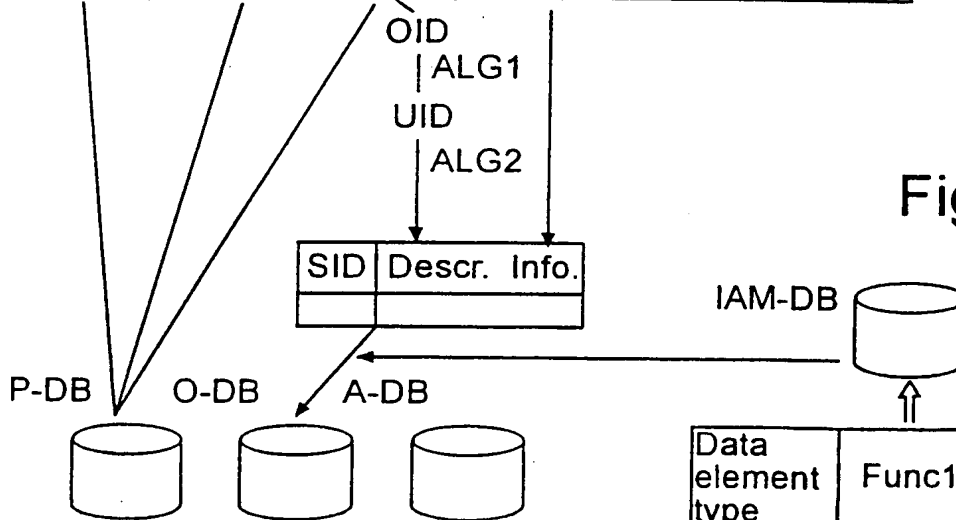 OID
ALG1
UID
ALG2
Fig
SID Descr. Info.
IAM-DB
P-DB O-DB A-DB
Data
element
type
Func1